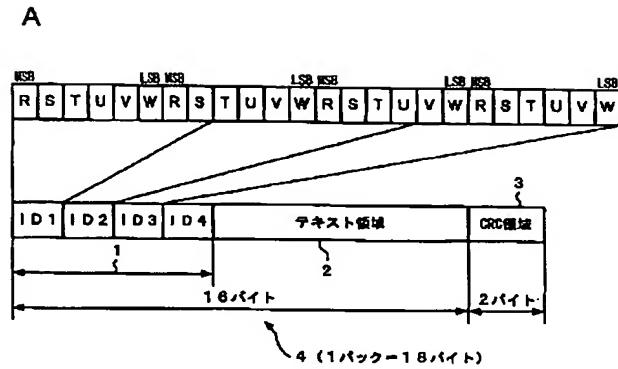 A
MSB LSB MSB LSB MSB LSB MSB LSB
R S T U V W R S T U V W R S T U V W R S T U V W
3
ID1 ID2 ID3 ID4 テキスト領域 CRC領域
1 2
16バイト 2バイト
4 (1パック=18バイト)